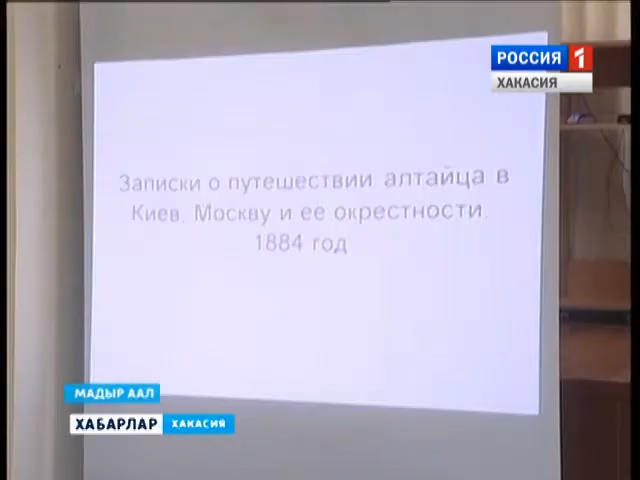 РОССИЯ 1
ХАКАСИЯ
Записки о путешествии алтайца в
Киев, Москву и ее окрестности.
1884 год
МАДЫР ААЛ
ХАБАРЛАР ХАКАСИЯ